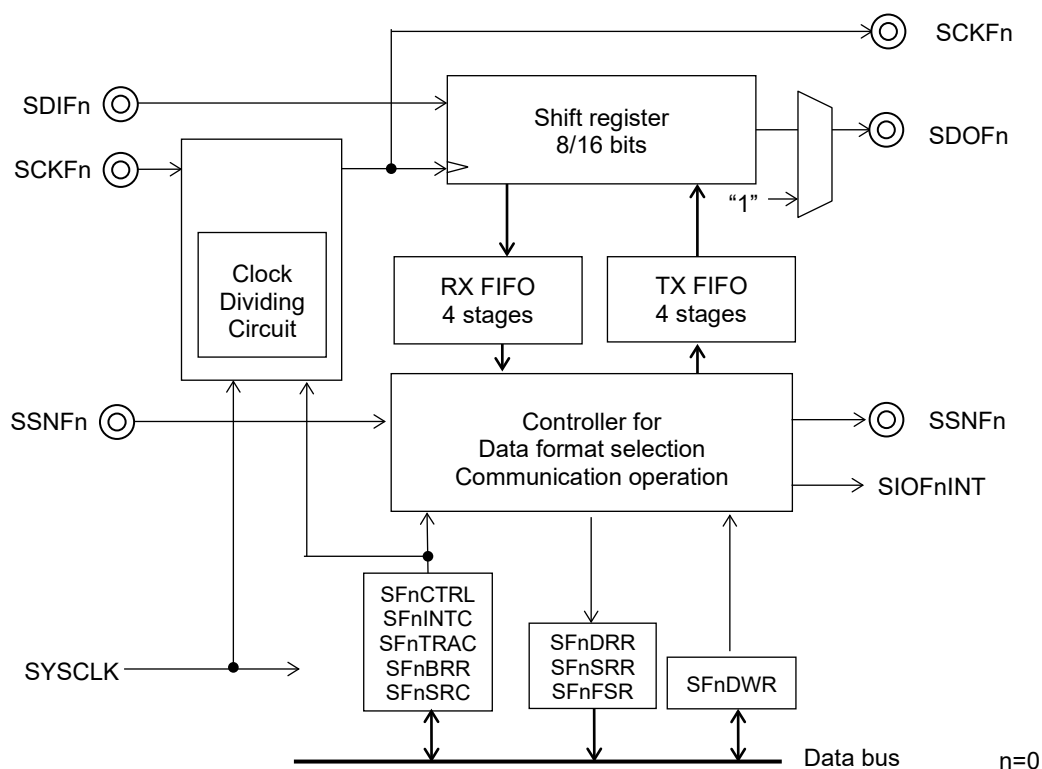 SCKFn
SDIFn
Shift register
8/16 bits
SDOFn
SCKFn
“1”
Clock
Dividing
Circuit
RX FIFO
4 stages
TX FIFO
4 stages
SSNFn
Controller for
Data format selection
Communication operation
SSNFn
SIOFnINT
SFnCTRL
SFnINTC
SFnTRAC
SFnBRR
SFnSRC
SFnDRR
SFnSRR
SFnFSR
SFnDWR
SYSCLK
Data bus
n=0